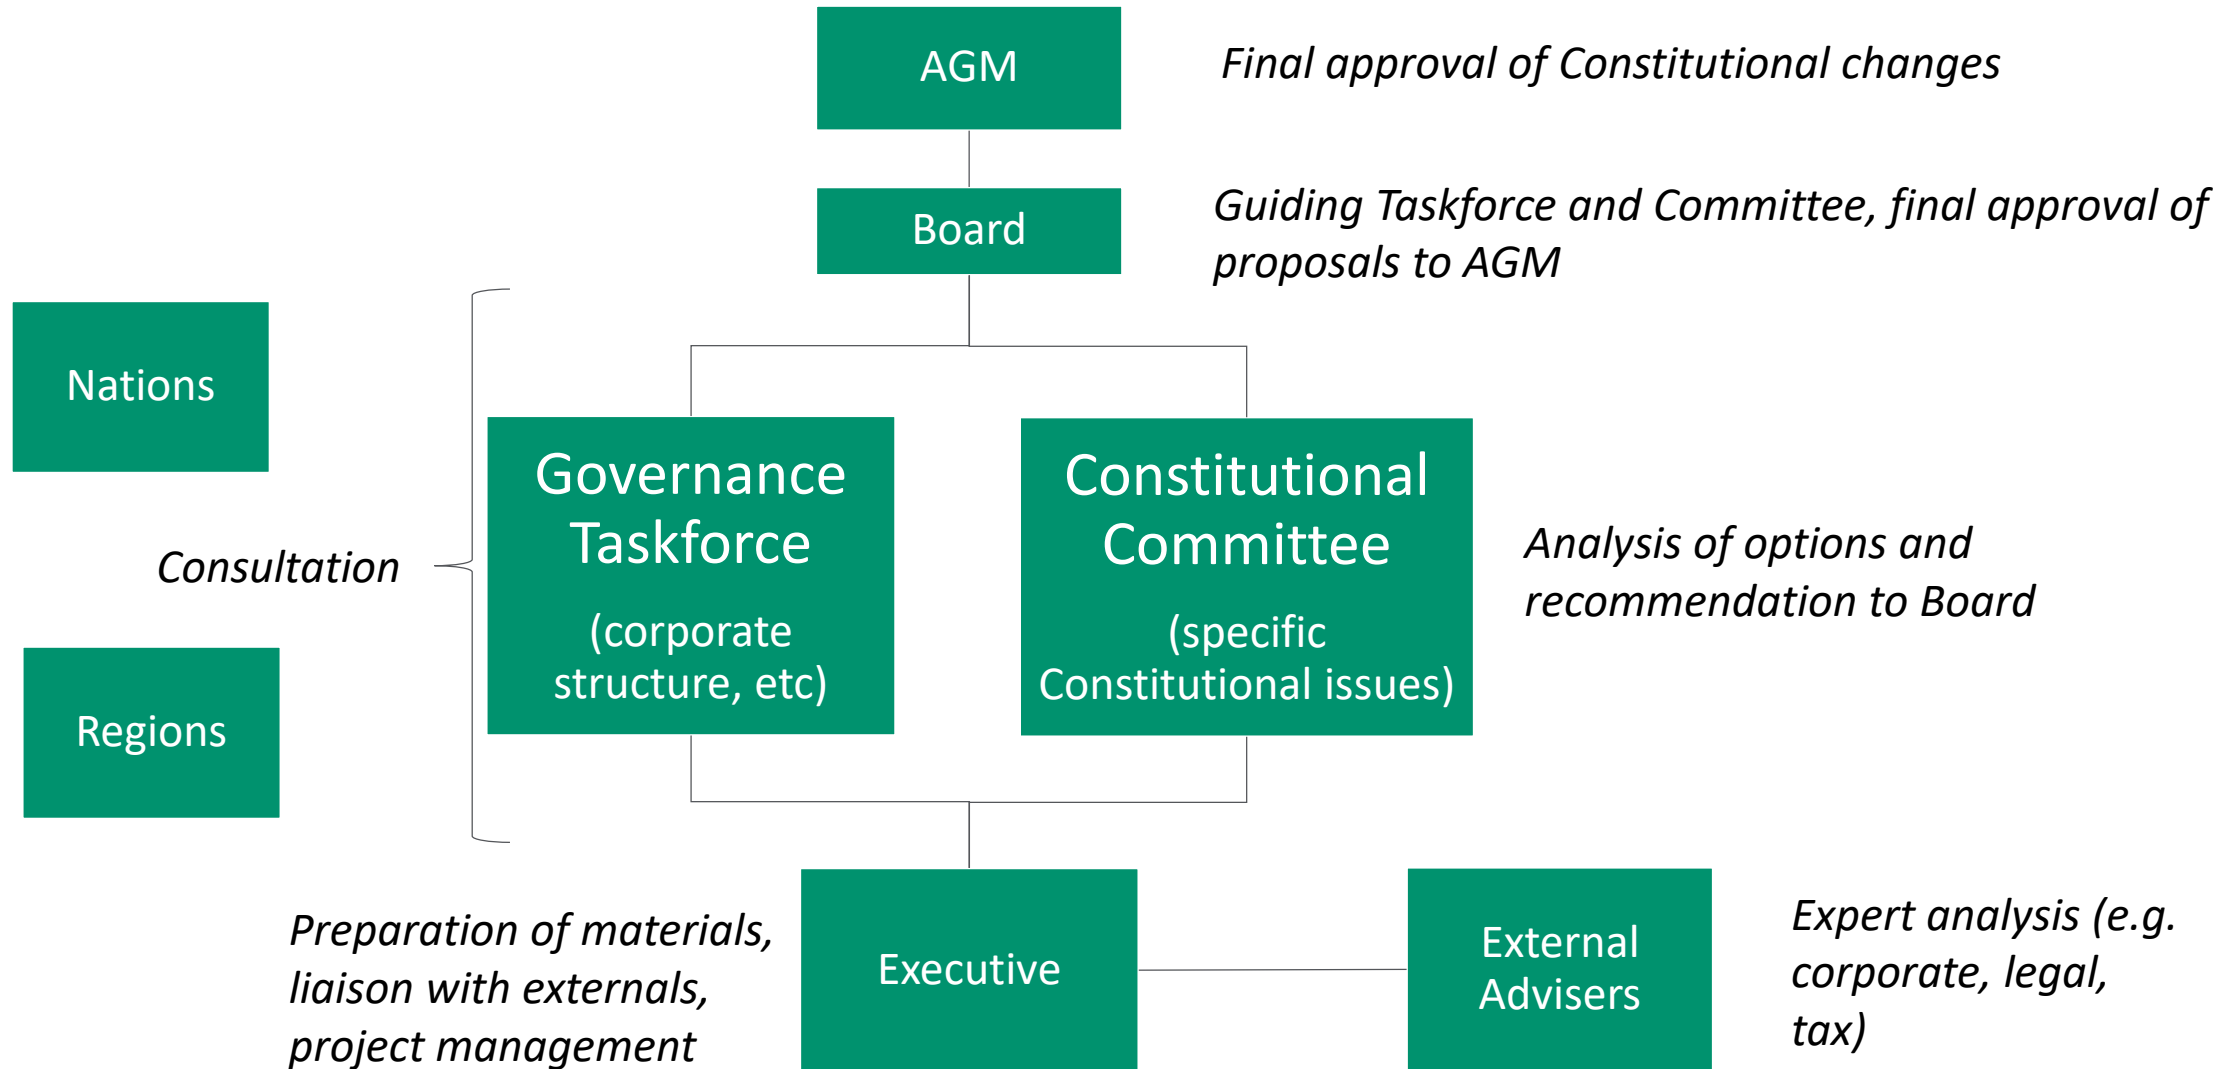 AGM
Final approval of Constitutional changes
Board
Guiding Taskforce and Committee, final approval of
proposals to AGM
Nations
Consultation
Regions
Governance
Taskforce
(corporate
structure, etc)
Constitutional
Committee
(specific
Constitutional issues)
Analysis of options and
recommendation to Board
Preparation of materials,
liaison with externals,
project management
Executive
External
Advisers
Expert analysis (e.g.
corporate, legal,
tax)